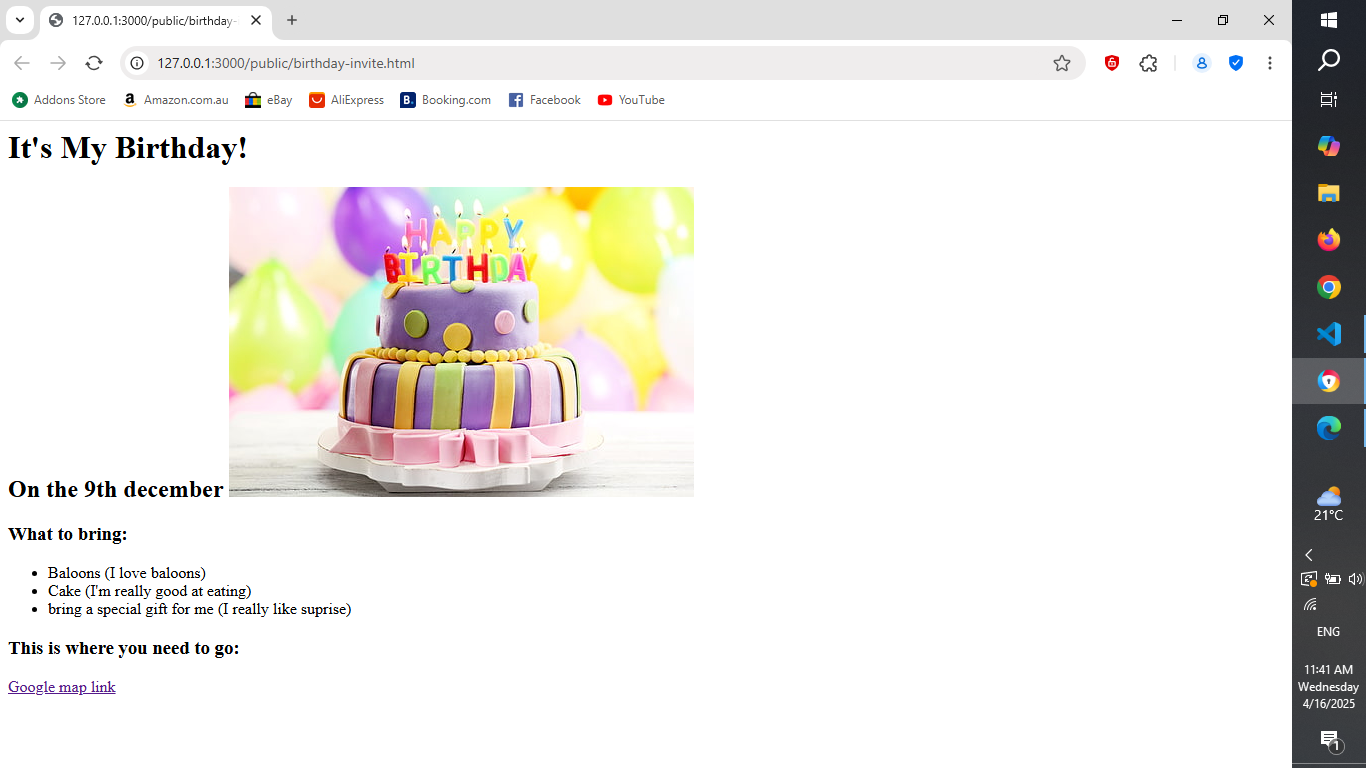 127.0.0.1:3000/public/birthday-
127.0.0.1:3000/public/birthday-invite.html
Addons Store
Amazon.com.au
eBay
AliExpress
Booking.com
Facebook
YouTube
It's My Birthday!
HAPPY
BIRTHDAY
On the 9th december
What to bring:
Baloons (I love baloons)
Cake (I'm really good at eating)
bring a special gift for me (I really like suprise)
This is where you need to go:
Google map link
21°C
ENG
11:41 AM
Wednesday
4/16/2025
1